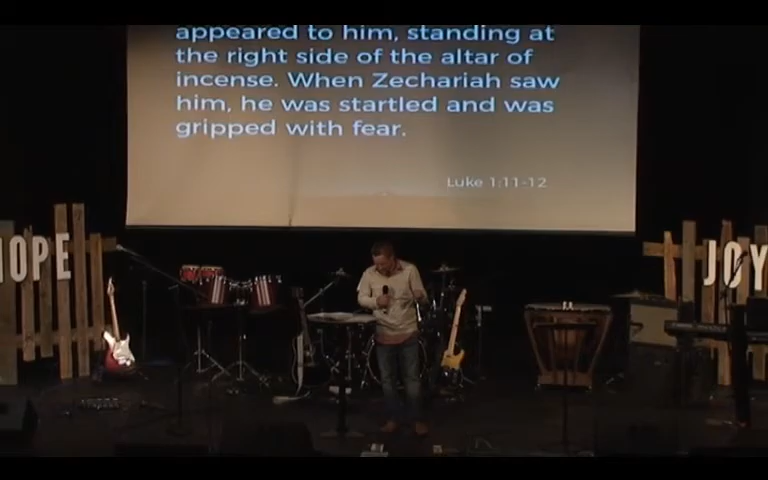 appeared to him, standing at
the right side of the altar of
incense. When Zechariah saw
him, he was startled and was
gripped with fear.
Luke 1:11-12
HOPE
JOY